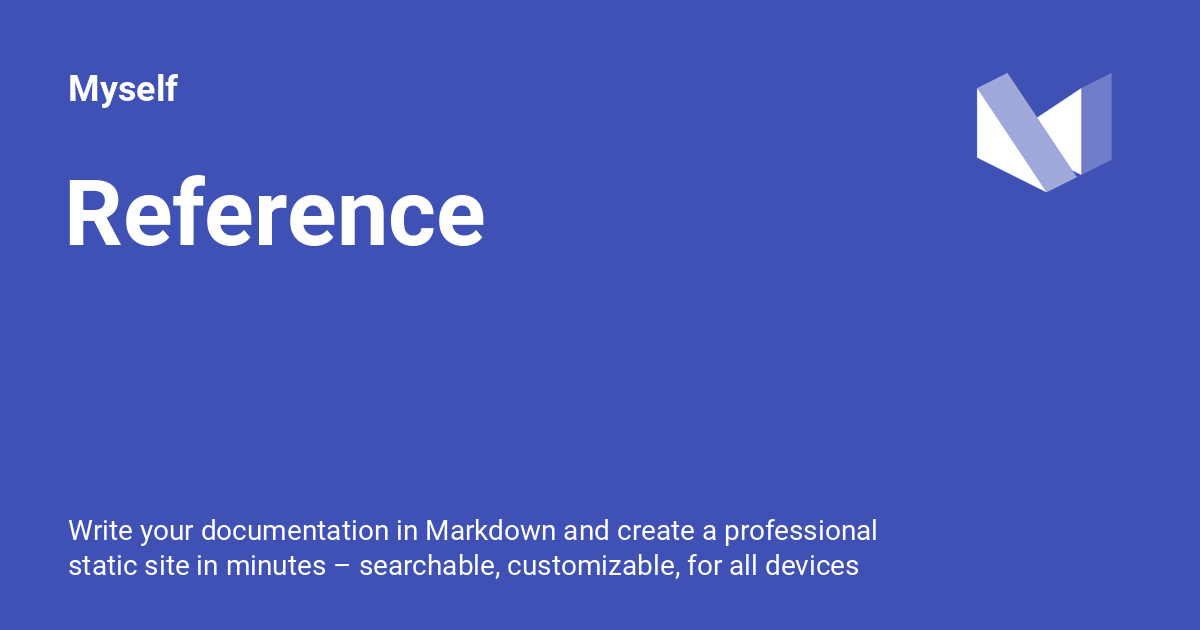 Myself
Reference
Write your documentation in Markdown and create a professional
static site in minutes – searchable, customizable, for all devices